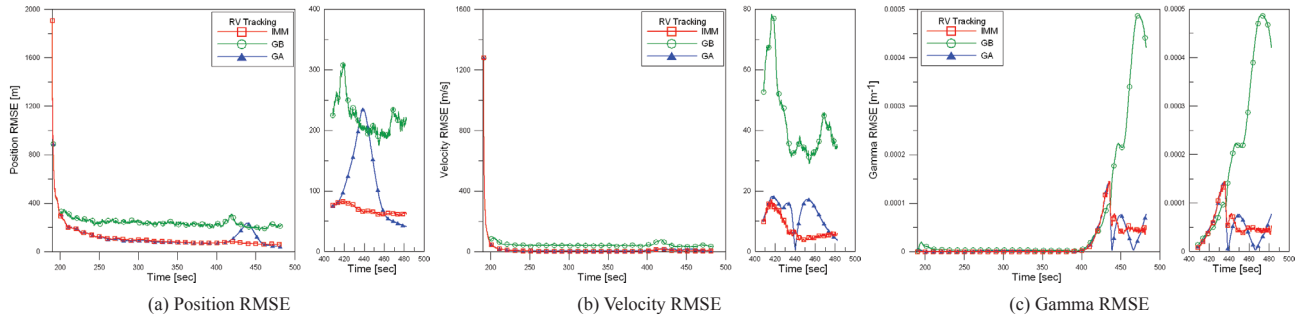 RV Tracking
IMM
GB
GA
Position RMSE [m]
2000
1600
1200
800
400
0
200 250 300 350 400 450 500
Time [sec]
400
300
200
100
0
400 420 440 460 480 500
Time [sec]
(a) Position RMSE
RV Tracking
IMM
GB
GA
Velocity RMSE [m/s]
1600
1200
800
400
0
200 250 300 350 400 450 500
Time [sec]
80
60
40
20
0
400 420 440 460 480 500
Time [sec]
(b) Velocity RMSE
RV Tracking
IMM
GB
GA
Gamma RMSE [m⁻¹]
0.0005
0.0004
0.0003
0.0002
0.0001
0
200 250 300 350 400 450 500
Time [sec]
0.0005
0.0004
0.0003
0.0002
0.0001
0.0000
400 420 440 460 480 500
Time [sec]
(c) Gamma RMSE